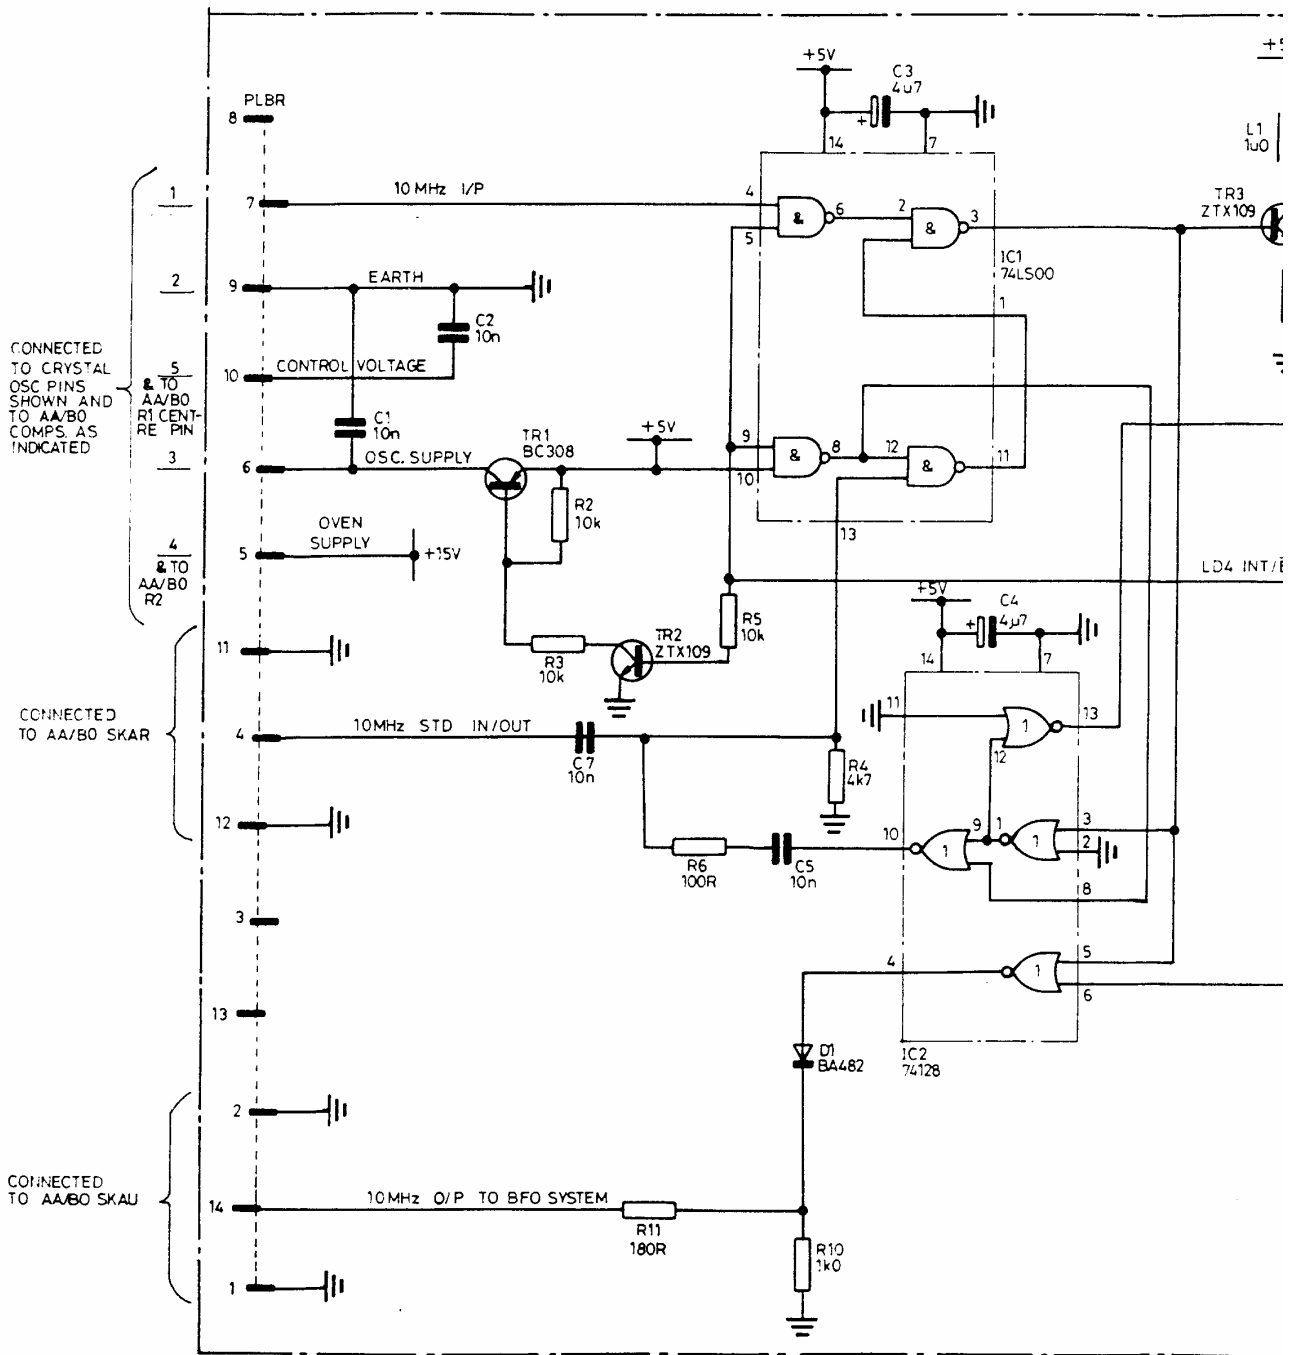 +5V
C3
4u7
+
14
7
+5
L1
1u0
TR3
ZTX109
PLBR
8
1
7
10MHz I/P
4
5
&
6
2
&
3
IC1
74LS00
1
2
9
EARTH
C2
10n
CONNECTED
TO CRYSTAL
OSC PINS
SHOWN AND
TO AA/BO
COMPS. AS
INDICATED
5
& TO
AA/BO
R1 CENT-
RE PIN
10
CONTROL VOLTAGE
C1
10n
3
6
OSC. SUPPLY
TR1
BC308
+5V
9
10
&
8
12
&
11
13
R2
10k
4
& TO
AA/BO
R2
5
OVEN
SUPPLY
+15V
LD4 INT/E
R5
10k
TR2
ZTX109
R3
10k
+5V
C4
4µ7
+
14
7
11
CONNECTED
TO AA/BO SKAR
4
10MHz STD IN/OUT
C7
10n
R4
4k7
11
1
13
12
12
10
1
9
1
1
3
2
8
R6
100R
C5
10n
3
4
1
5
6
13
D1
BA482
IC2
74128
2
CONNECTED
TO AA/BO SKAU
14
10MHz O/P TO BFO SYSTEM
R11
180R
R10
1k0
1